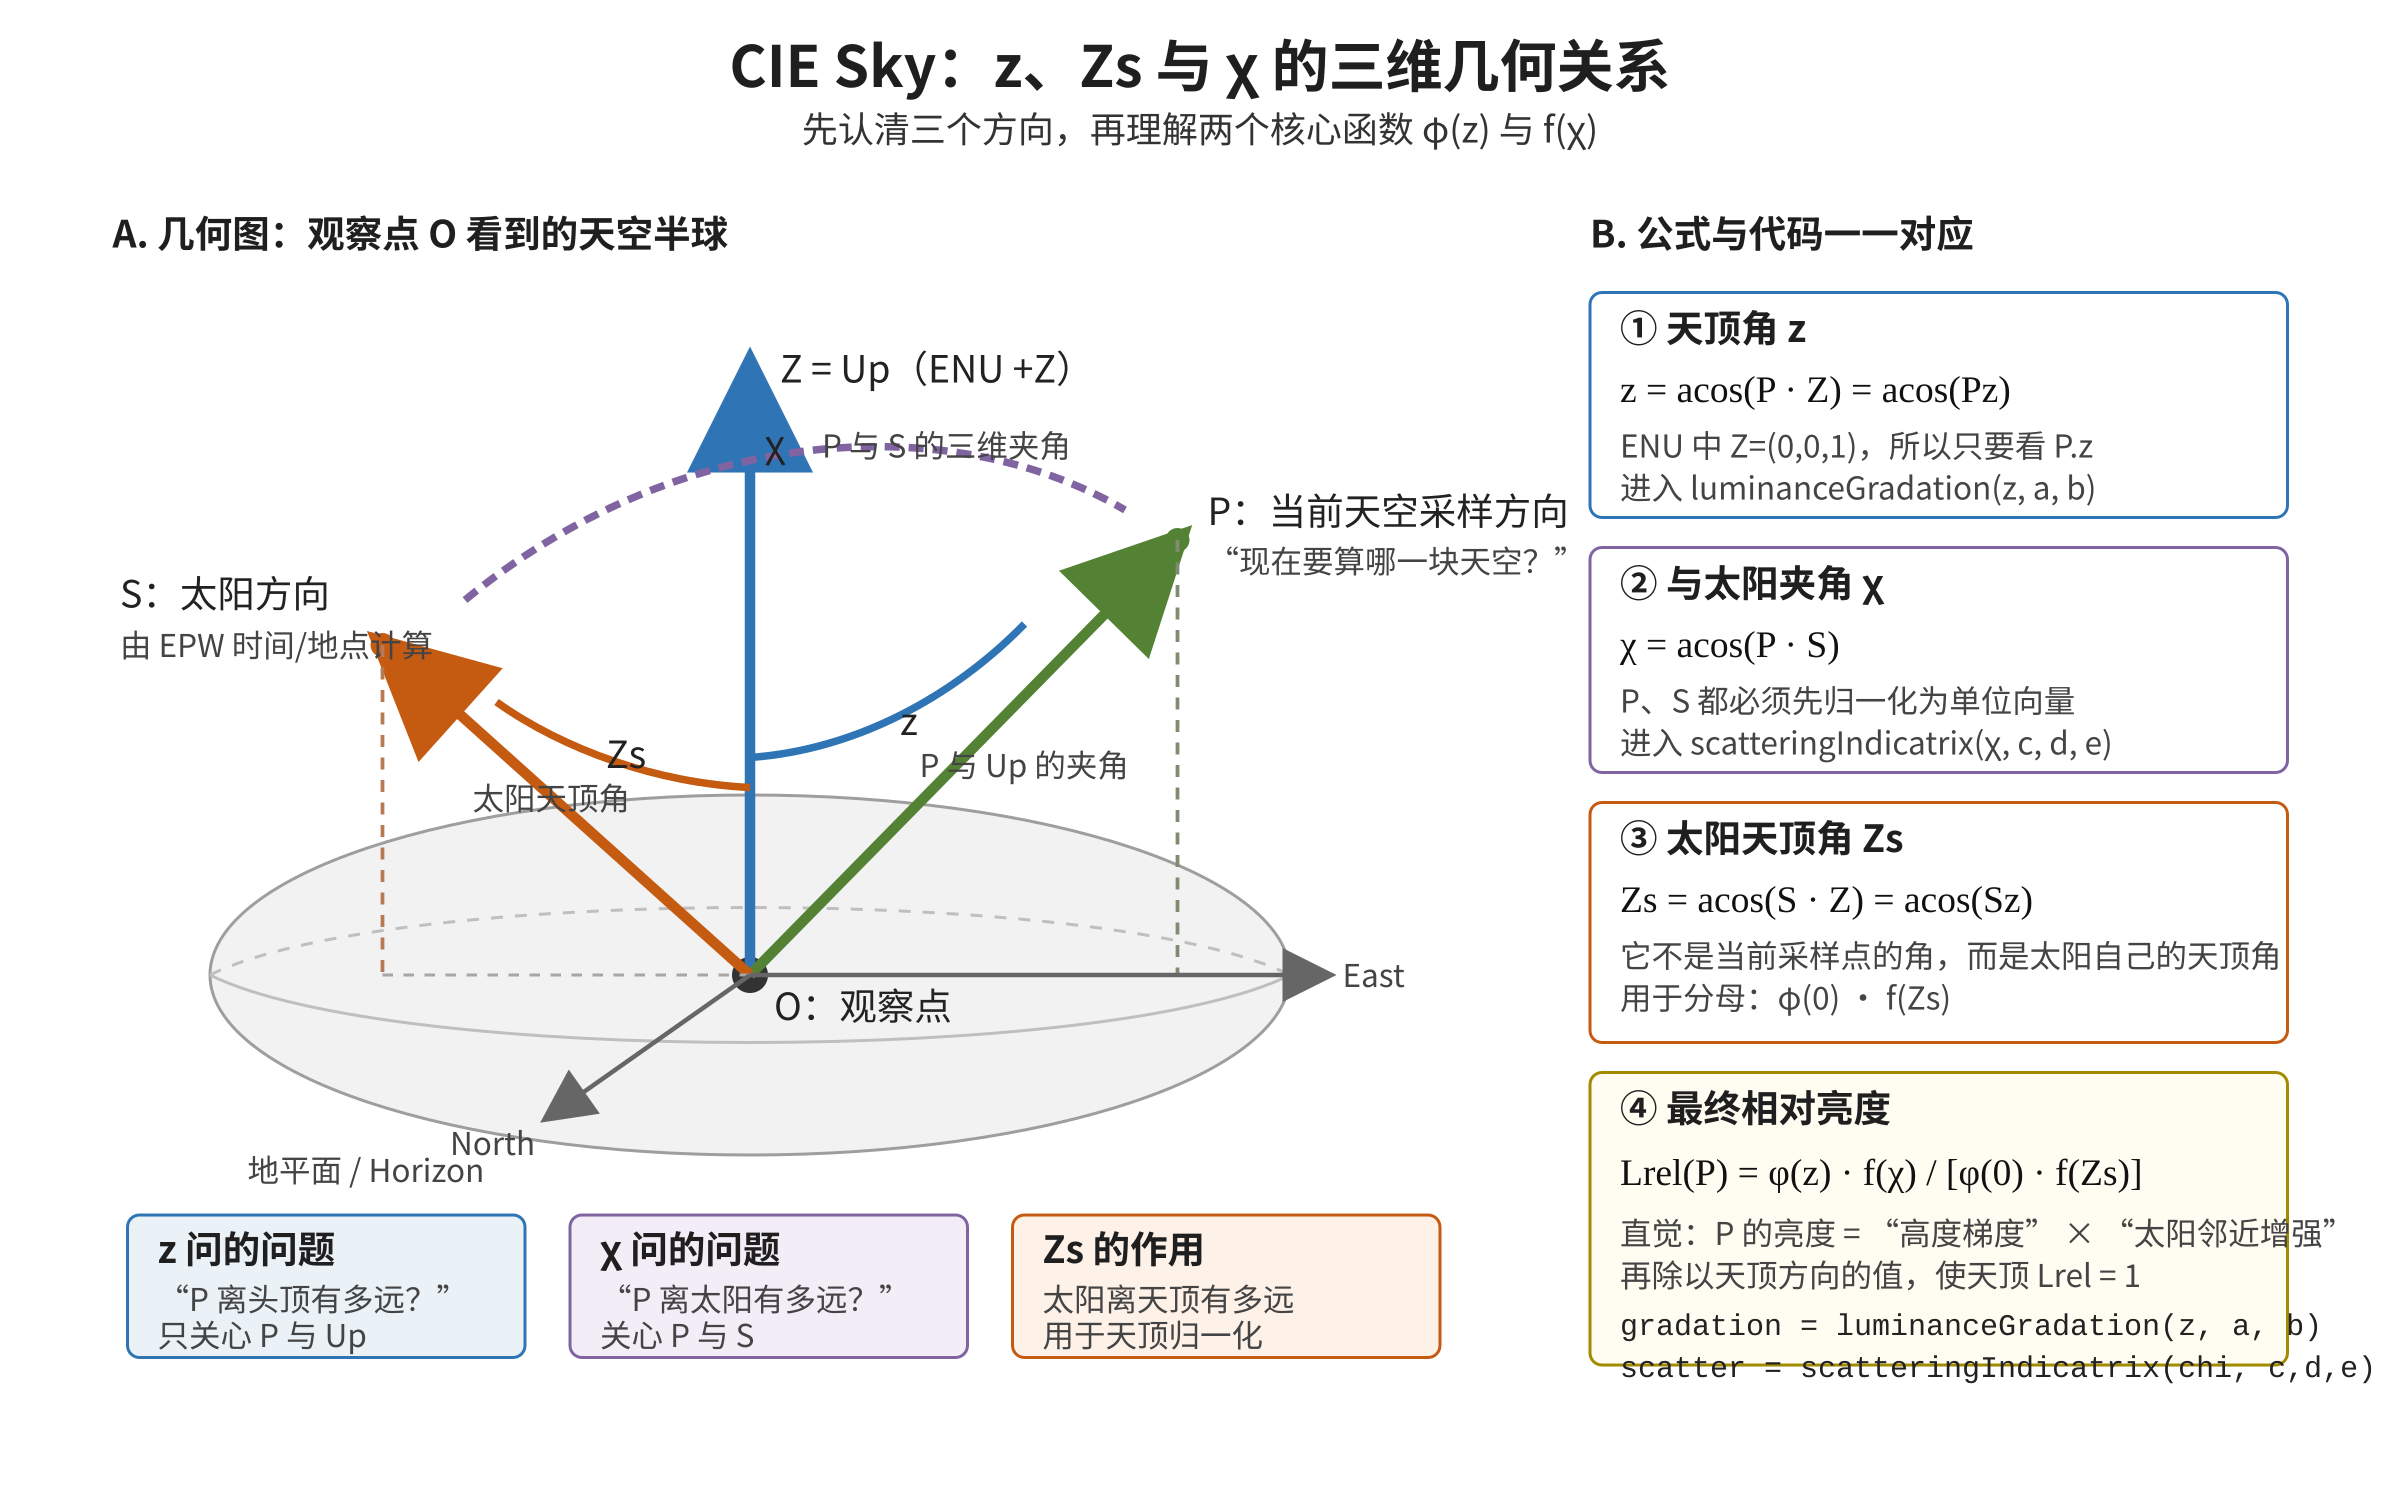 CIE Sky：z、Zs 与 χ 的三维几何关系
先认清三个方向，再理解两个核心函数 φ(z) 与 f(χ)
A. 几何图：观察点 O 看到的天空半球
Z = Up（ENU +Z）
χ
P 与 S 的三维夹角
P：当前天空采样方向
“现在要算哪一块天空？”
S：太阳方向
由 EPW 时间/地点计算
z
P 与 Up 的夹角
Zs
太阳天顶角
East
O：观察点
North
地平面 / Horizon
z 问的问题
“P 离头顶有多远？”
只关心 P 与 Up
χ 问的问题
“P 离太阳有多远？”
关心 P 与 S
Zs 的作用
太阳离天顶有多远
用于天顶归一化
B. 公式与代码一一对应
① 天顶角 z
z = acos(P · Z) = acos(Pz)
ENU 中 Z=(0,0,1)，所以只要看 P.z
进入 luminanceGradation(z, a, b)
② 与太阳夹角 χ
χ = acos(P · S)
P、S 都必须先归一化为单位向量
进入 scatteringIndicatrix(χ, c, d, e)
③ 太阳天顶角 Zs
Zs = acos(S · Z) = acos(Sz)
它不是当前采样点的角，而是太阳自己的天顶角
用于分母：φ(0) · f(Zs)
④ 最终相对亮度
Lrel(P) = φ(z) · f(χ) / [φ(0) · f(Zs)]
直觉：P 的亮度 = “高度梯度” × “太阳邻近增强”
再除以天顶方向的值，使天顶 Lrel = 1
gradation = luminanceGradation(z, a, b)
scatter = scatteringIndicatrix(chi, c,d,e)